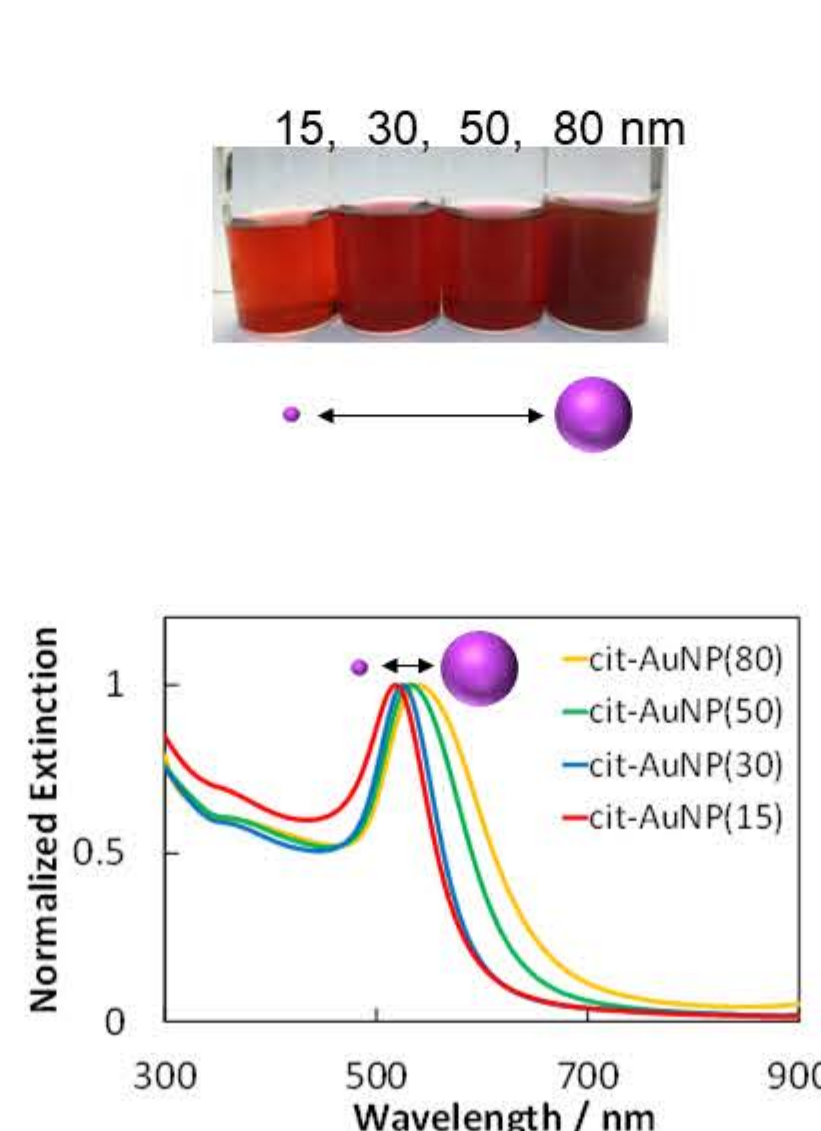 15, 30, 50, 80 nm
cit-AuNP(80)
cit-AuNP(50)
cit-AuNP(30)
cit-AuNP(15)
Normalized Extinction
1
0.5
0
300 500 700 900
Wavelength / nm